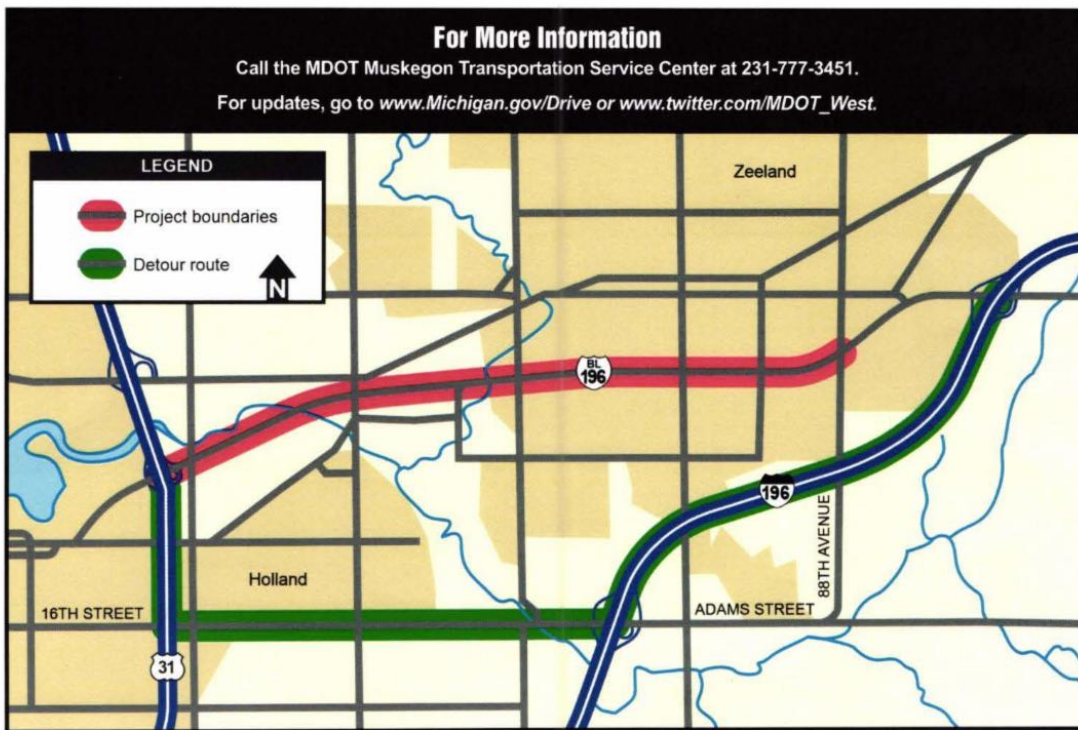 For More Information
Call the MDOT Muskegon Transportation Service Center at 231-777-3451.
For updates, go to www.Michigan.gov/Drive or www.twitter.com/MDOT_West.
LEGEND
Project boundaries
Detour route
N
Zeeland
BL
196
196
88TH AVENUE
Holland
16TH STREET
ADAMS STREET
31